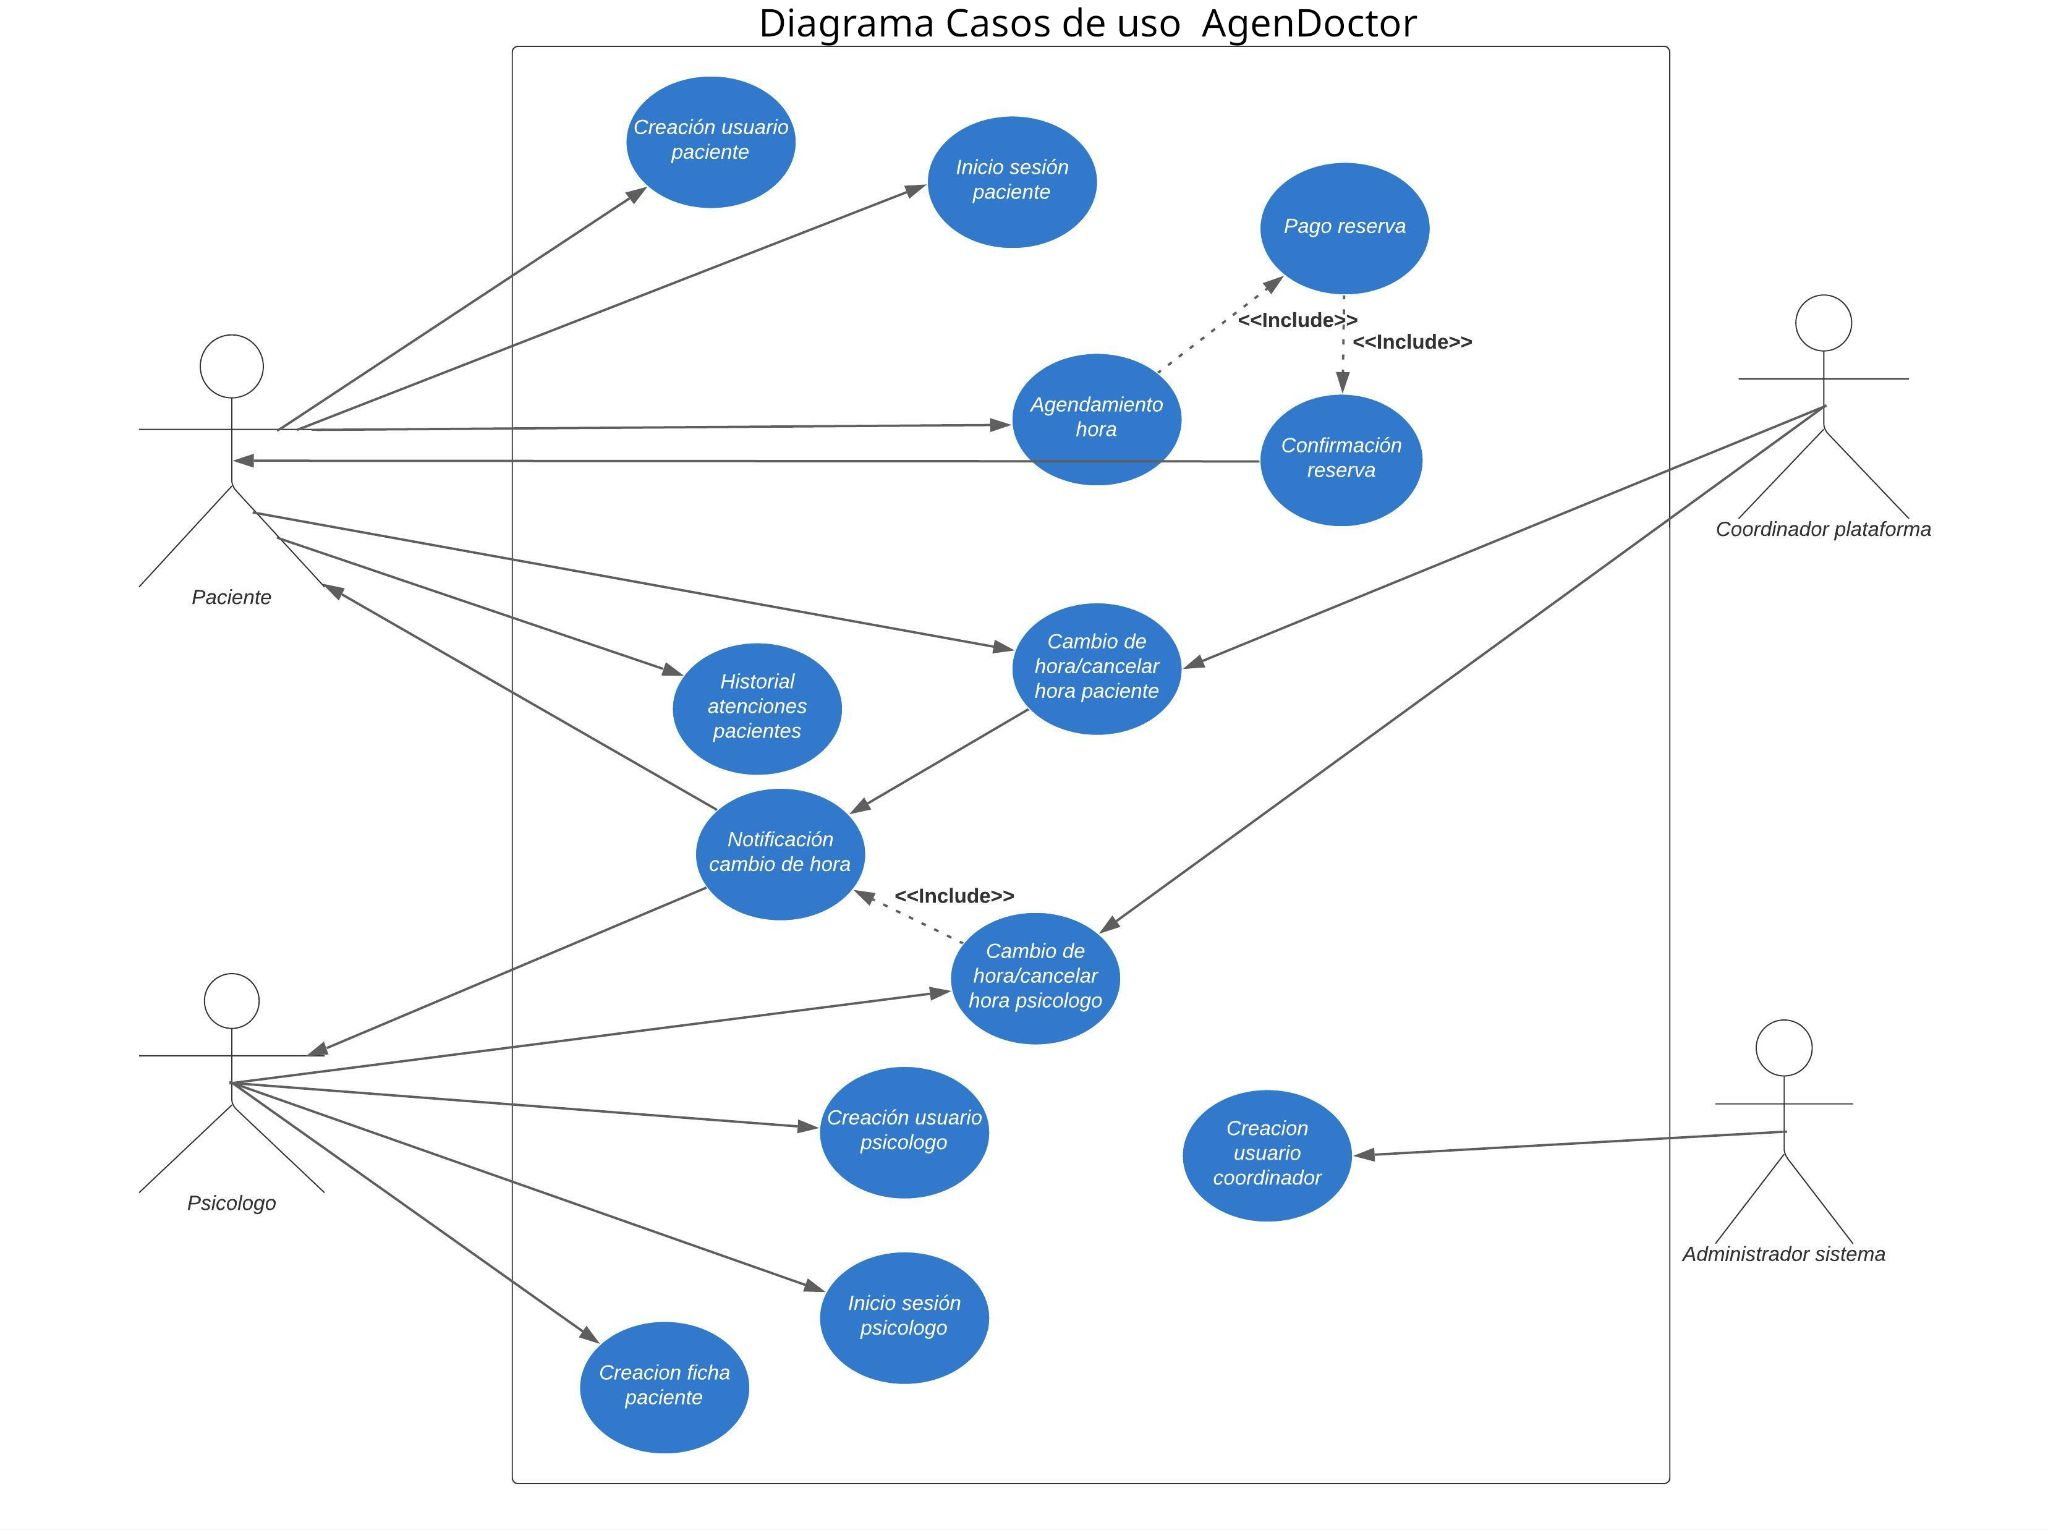 Diagrama Casos de uso  AgenDoctor
Creación usuario
paciente
Inicio sesión
paciente
Pago reserva
<<Include>>
<<Include>>
Agendamiento
hora
Confirmación
reserva
Coordinador plataforma
Paciente
Cambio de
hora/cancelar
hora paciente
Historial
atenciones
pacientes
Notificación
cambio de hora
<<Include>>
Cambio de
hora/cancelar
hora psicologo
Creación usuario
psicologo
Creacion
usuario
coordinador
Psicologo
Administrador sistema
Inicio sesión
psicologo
Creacion ficha
paciente